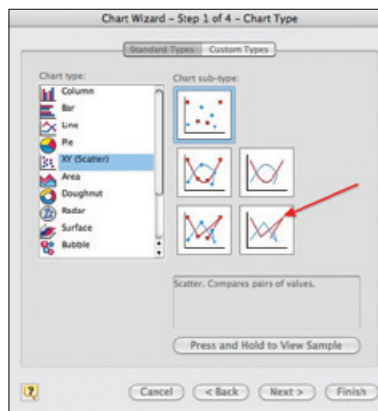 Chart Wizard – Step 1 of 4 – Chart Type
Standard Types Custom Types
Chart type:
Chart sub-type:
Column
Bar
Line
Pie
XY (Scatter)
Area
Doughnut
Radar
Surface
Bubble
Scatter. Compares pairs of values.
Press and Hold to View Sample
Cancel
< Back
Next >
Finish